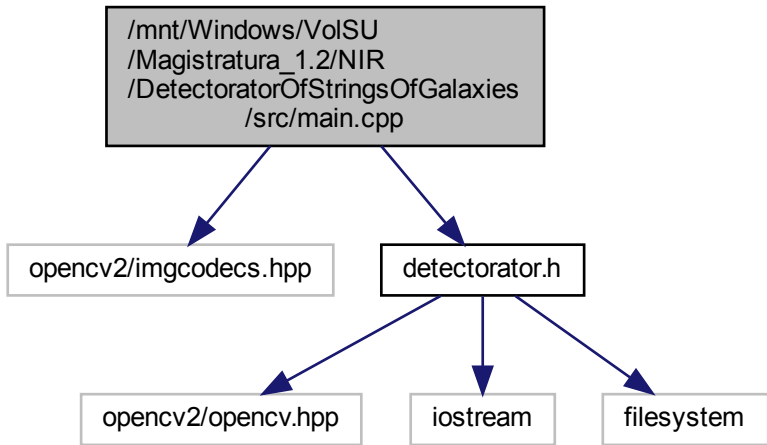 /mnt/Windows/VolSU
/Magistratura_1.2/NIR
/DetectoratorOfStringsOfGalaxies
/src/main.cpp
opencv2/imgcodecs.hpp
detectorator.h
opencv2/opencv.hpp
iostream
filesystem